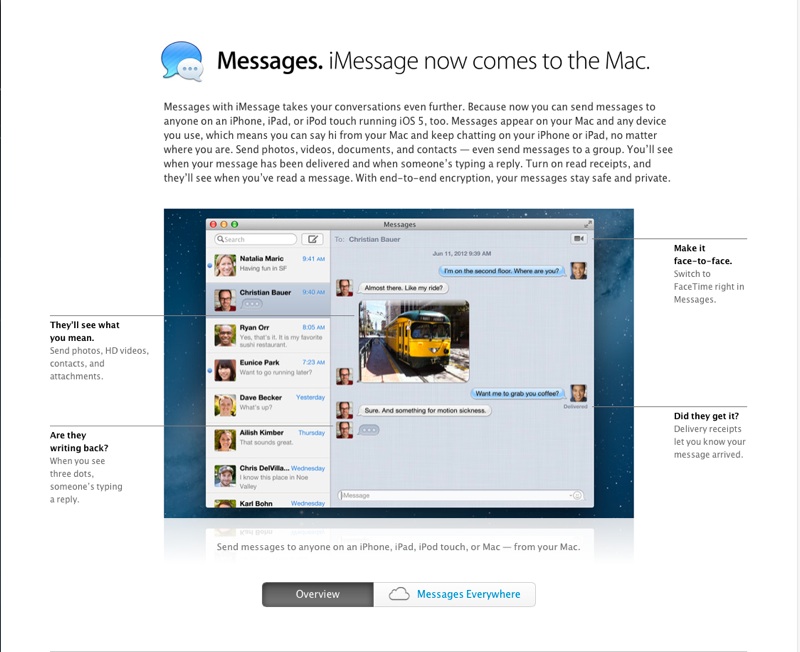 Messages. iMessage now comes to the Mac.
Messages with iMessage takes your conversations even further. Because now you can send messages to
anyone on an iPhone, iPad, or iPod touch running iOS 5, too. Messages appear on your Mac and any device
you use, which means you can say hi from your Mac and keep chatting on your iPhone or iPad, no matter
where you are. Send photos, videos, documents, and contacts — even send messages to a group. You'll see
when your message has been delivered and when someone's typing a reply. Turn on read receipts, and
they'll see when you've read a message. With end-to-end encryption, your messages stay safe and private.
They'll see what
you mean.
Send photos, HD videos,
contacts, and
attachments.
Are they
writing back?
When you see
three dots,
someone's typing
a reply.
Messages
Search
Natalia Maric 9:41 AM
Having fun in SF
Christian Bauer 9:40 AM
Ryan Orr 8:05 AM
Yes, that's it. It is my favorite
sushi restaurant.
Eunice Park 7:23 AM
Want to go running later?
Dave Becker Yesterday
What's up?
Ailish Kimber Thursday
That sounds great.
Chris DelVilla... Wednesday
I know this place in Noe
Valley
Karl Bohn Wednesday
To: Christian Bauer
Jun 11, 2012 9:39 AM
I'm on the second floor. Where are you?
Almost there. Like my ride?
Want me to grab you coffee?
Delivered
Sure. And something for motion sickness.
iMessage
Make it
face-to-face.
Switch to
FaceTime right in
Messages.
Did they get it?
Delivery receipts
let you know your
message arrived.
Send messages to anyone on an iPhone, iPad, iPod touch, or Mac — from your Mac.
Overview
Messages Everywhere